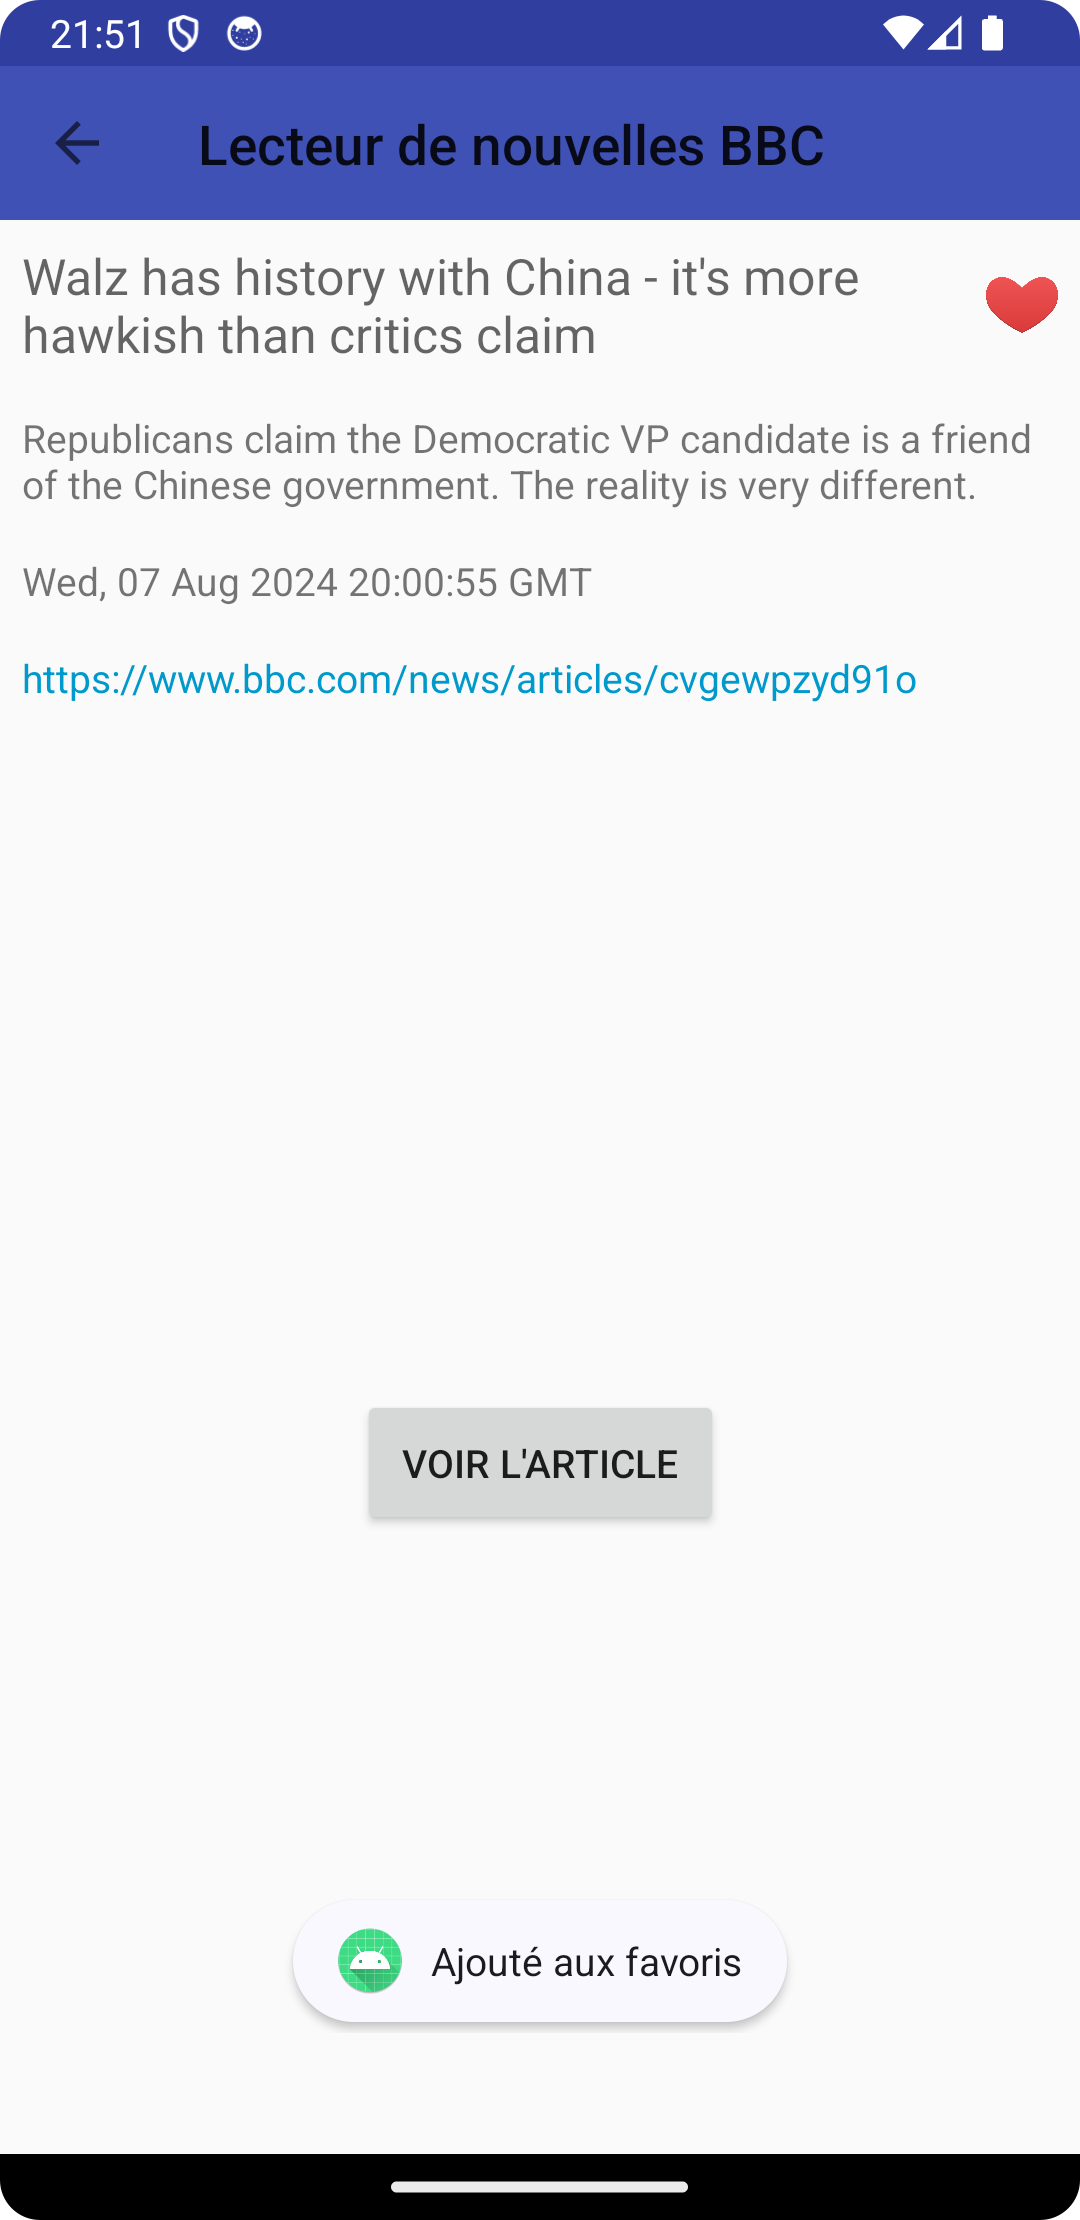 21:51
Lecteur de nouvelles BBC
Walz has history with China - it's more
hawkish than critics claim
Republicans claim the Democratic VP candidate is a friend
of the Chinese government. The reality is very different.
Wed, 07 Aug 2024 20:00:55 GMT
https://www.bbc.com/news/articles/cvgewpzyd91o
VOIR L'ARTICLE
Ajouté aux favoris